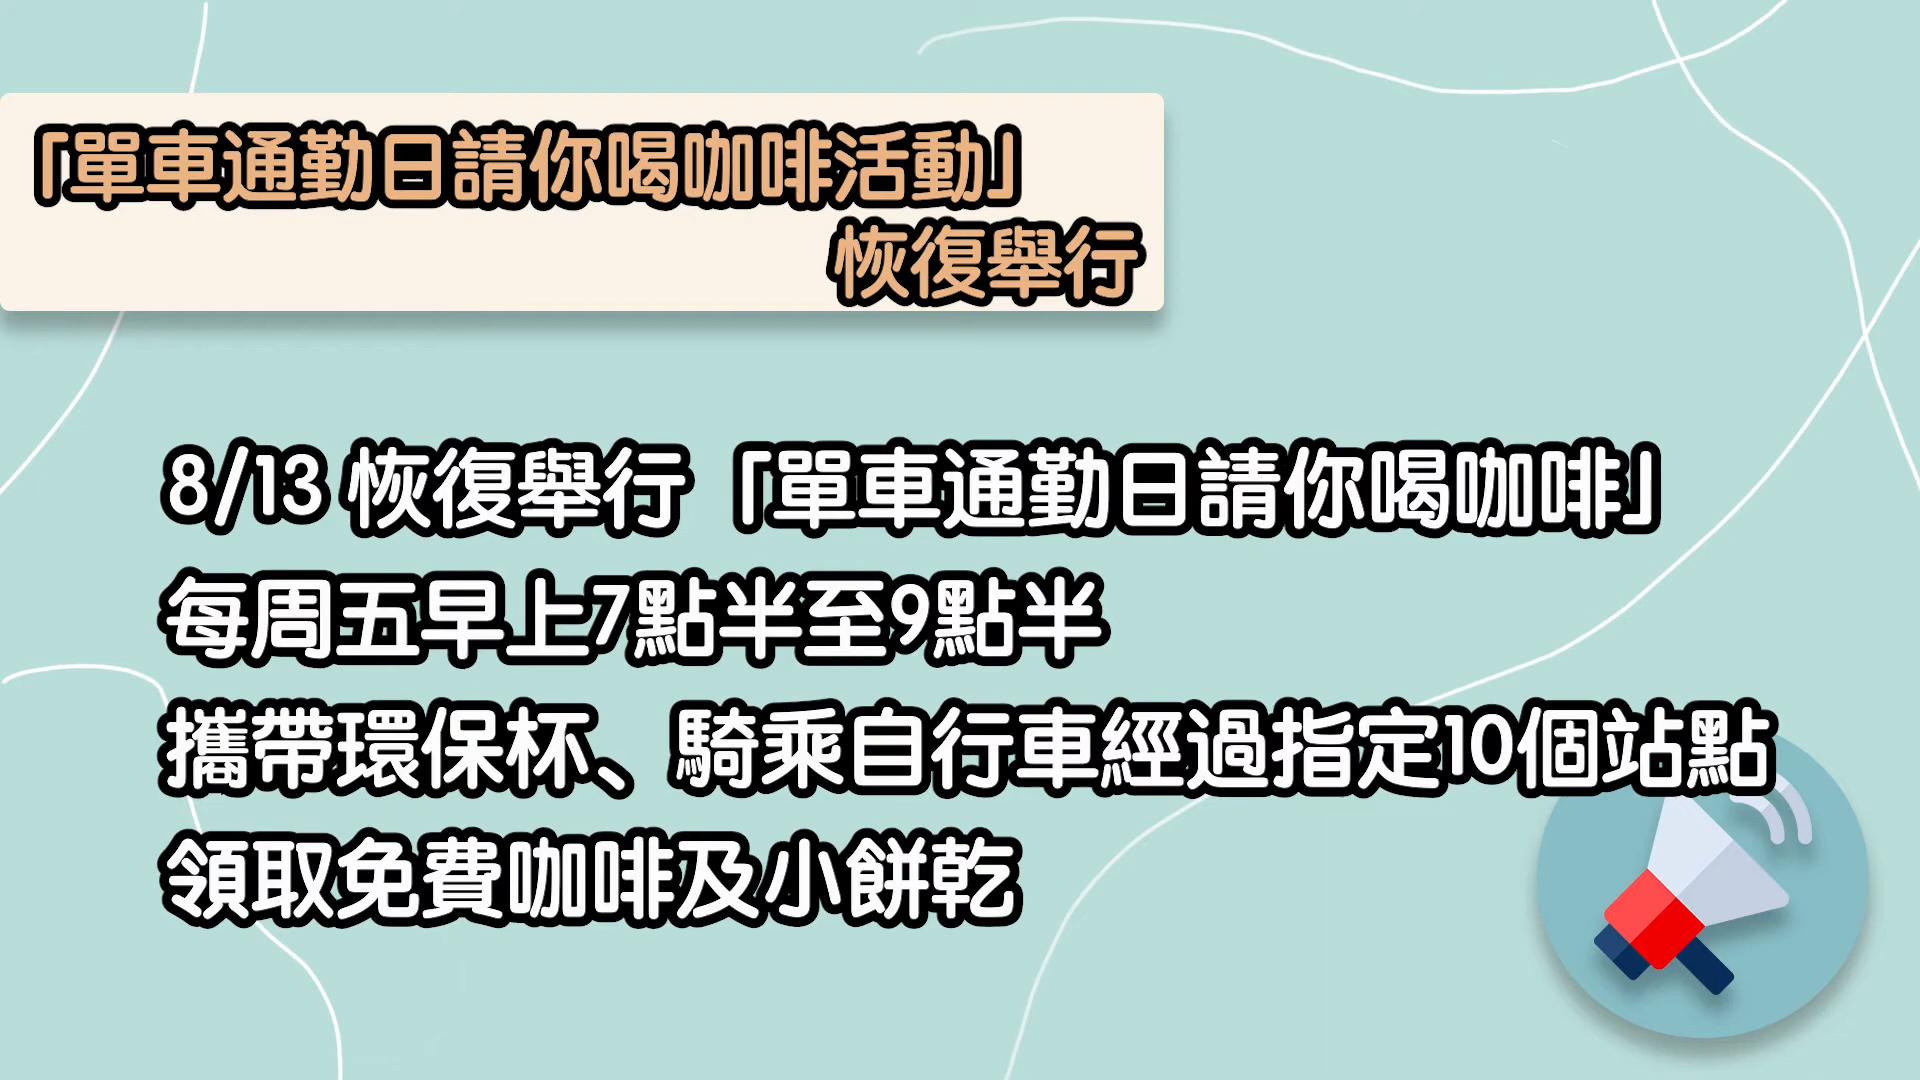 「單車通勤日請你喝咖啡活動」
恢復舉行
8/13 恢復舉行「單車通勤日請你喝咖啡」
每周五早上7點半至9點半
攜帶環保杯、騎乘自行車經過指定10個站點
領取免費咖啡及小餅乾